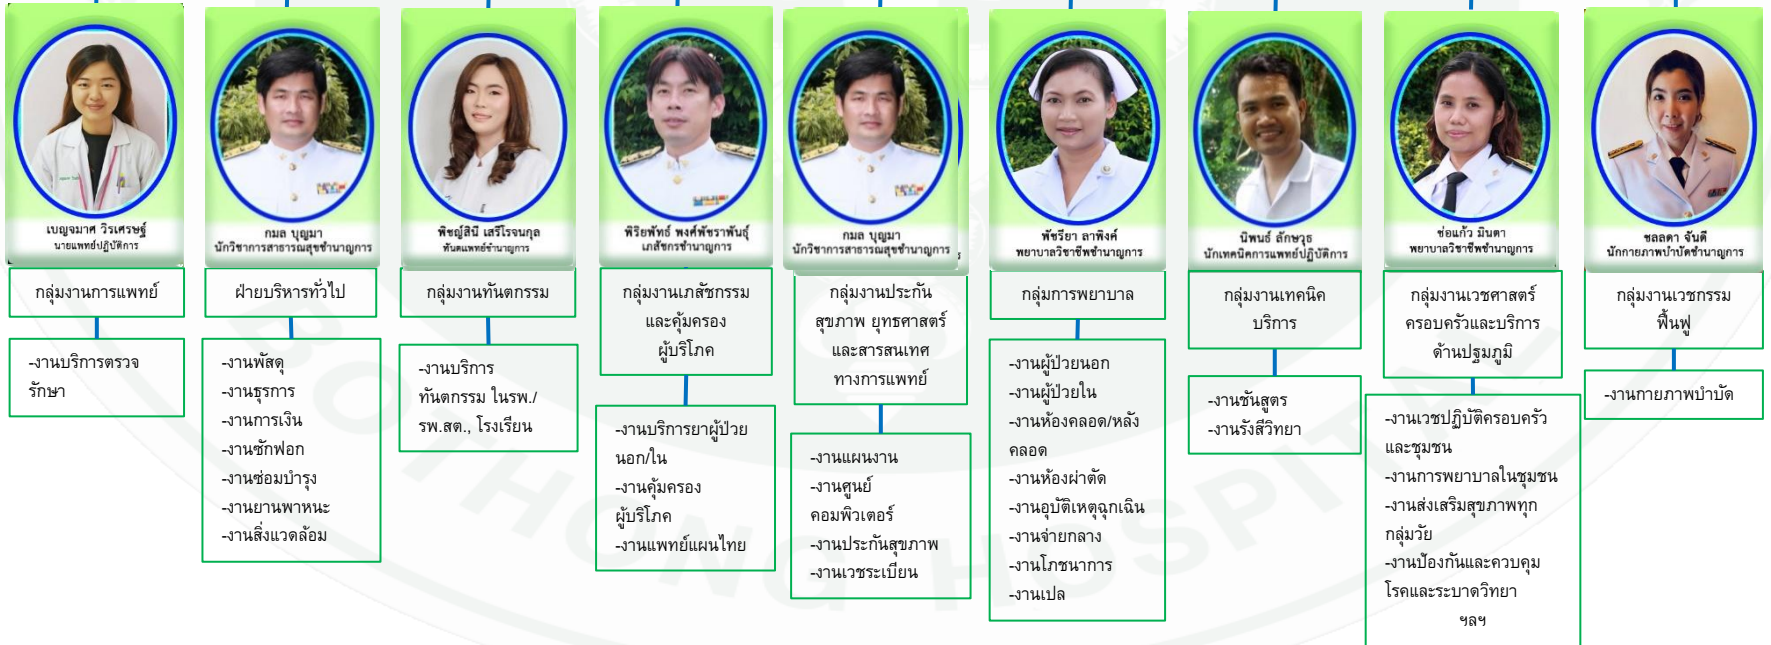 เบญจมาศ วิรเศรษฐ์
นายแพทย์ปฏิบัติการ
กลุ่มงานการแพทย์
-งานบริการตรวจ
รักษา
กมล บุญมา
นักวิชาการสาธารณสุขชำนาญการ
ฝ่ายบริหารทั่วไป
-งานพัสดุ
-งานธุรการ
-งานการเงิน
-งานซักฟอก
-งานซ่อมบำรุง
-งานยานพาหนะ
-งานสิ่งแวดล้อม
พิชญ์สินี เสรีโรจนกุล
ทันตแพทย์ชำนาญการ
กลุ่มงานทันตกรรม
-งานบริการ
ทันตกรรม ในรพ./
รพ.สต., โรงเรียน
พิริยพัทธ์ พงศ์พัชราพันธุ์
เภสัชกรชำนาญการ
กลุ่มงานเภสัชกรรม
และคุ้มครอง
ผู้บริโภค
-งานบริการยาผู้ป่วย
นอก/ใน
-งานคุ้มครอง
ผู้บริโภค
-งานแพทย์แผนไทย
กมล บุญมา
นักวิชาการสาธารณสุขชำนาญการ
กลุ่มงานประกัน
สุขภาพ ยุทธศาสตร์
และสารสนเทศ
ทางการแพทย์
-งานแผนงาน
-งานศูนย์
คอมพิวเตอร์
-งานประกันสุขภาพ
-งานเวชระเบียน
พัชรียา ลาพิงค์
พยาบาลวิชาชีพชำนาญการ
กลุ่มการพยาบาล
-งานผู้ป่วยนอก
-งานผู้ป่วยใน
-งานห้องคลอด/หลัง
คลอด
-งานห้องผ่าตัด
-งานอุบัติเหตุฉุกเฉิน
-งานจ่ายกลาง
-งานโภชนาการ
-งานเปล
นิพนธ์ ลักษวุธ
นักเทคนิคการแพทย์ปฏิบัติการ
กลุ่มงานเทคนิค
บริการ
-งานชันสูตร
-งานรังสีวิทยา
ช่อแก้ว มินตา
พยาบาลวิชาชีพชำนาญการ
กลุ่มงานเวชศาสตร์
ครอบครัวและบริการ
ด้านปฐมภูมิ
-งานเวชปฏิบัติครอบครัว
และชุมชน
-งานการพยาบาลในชุมชน
-งานส่งเสริมสุขภาพทุก
กลุ่มวัย
-งานป้องกันและควบคุม
โรคและระบาดวิทยา
ฯลฯ
ชลลดา จันดี
นักกายภาพบำบัดชำนาญการ
กลุ่มงานเวชกรรม
ฟื้นฟู
-งานกายภาพบำบัด
BOTHONG HOSPITAL